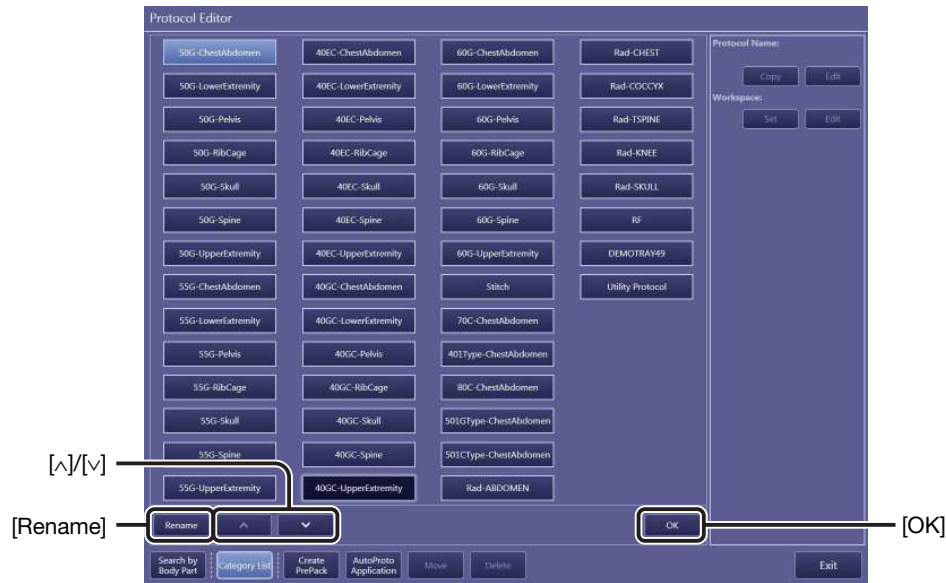 Protocol Editor
50G-ChestAbdomen 40EC-ChestAbdomen 60G-ChestAbdomen Rad-CHEST
50G-LowerExtremity 40EC-LowerExtremity 60G-LowerExtremity Rad-COCCYX
50G-Pelvis 40EC-Pelvis 60G-Pelvis Rad-TSPINE
50G-RibCage 40EC-RibCage 60G-RibCage Rad-KNEE
50G-Skull 40EC-Skull 60G-Skull Rad-SKULL
50G-Spine 40EC-Spine 60G-Spine RF
50G-UpperExtremity 40EC-UpperExtremity 60G-UpperExtremity DEMOTRAY49
55G-ChestAbdomen 40GC-ChestAbdomen Stitch Utility Protocol
55G-LowerExtremity 40GC-LowerExtremity 70C-ChestAbdomen
55G-Pelvis 40GC-Pelvis 401Type-ChestAbdomen
55G-RibCage 40GC-RibCage 80C-ChestAbdomen
55G-Skull 40GC-Skull 501GType-ChestAbdomen
55G-Spine 40GC-Spine 501CType-ChestAbdomen
55G-UpperExtremity 40GC-UpperExtremity Rad-ABDOMEN
Protocol Name:
Copy Edit
Workspace:
Set Edit
[∧]/[∨]
[Rename]
Rename ∧ ∨ OK
[OK]
Search by Body Part Category List Create PrePack AutoProto Application Move Delete Exit